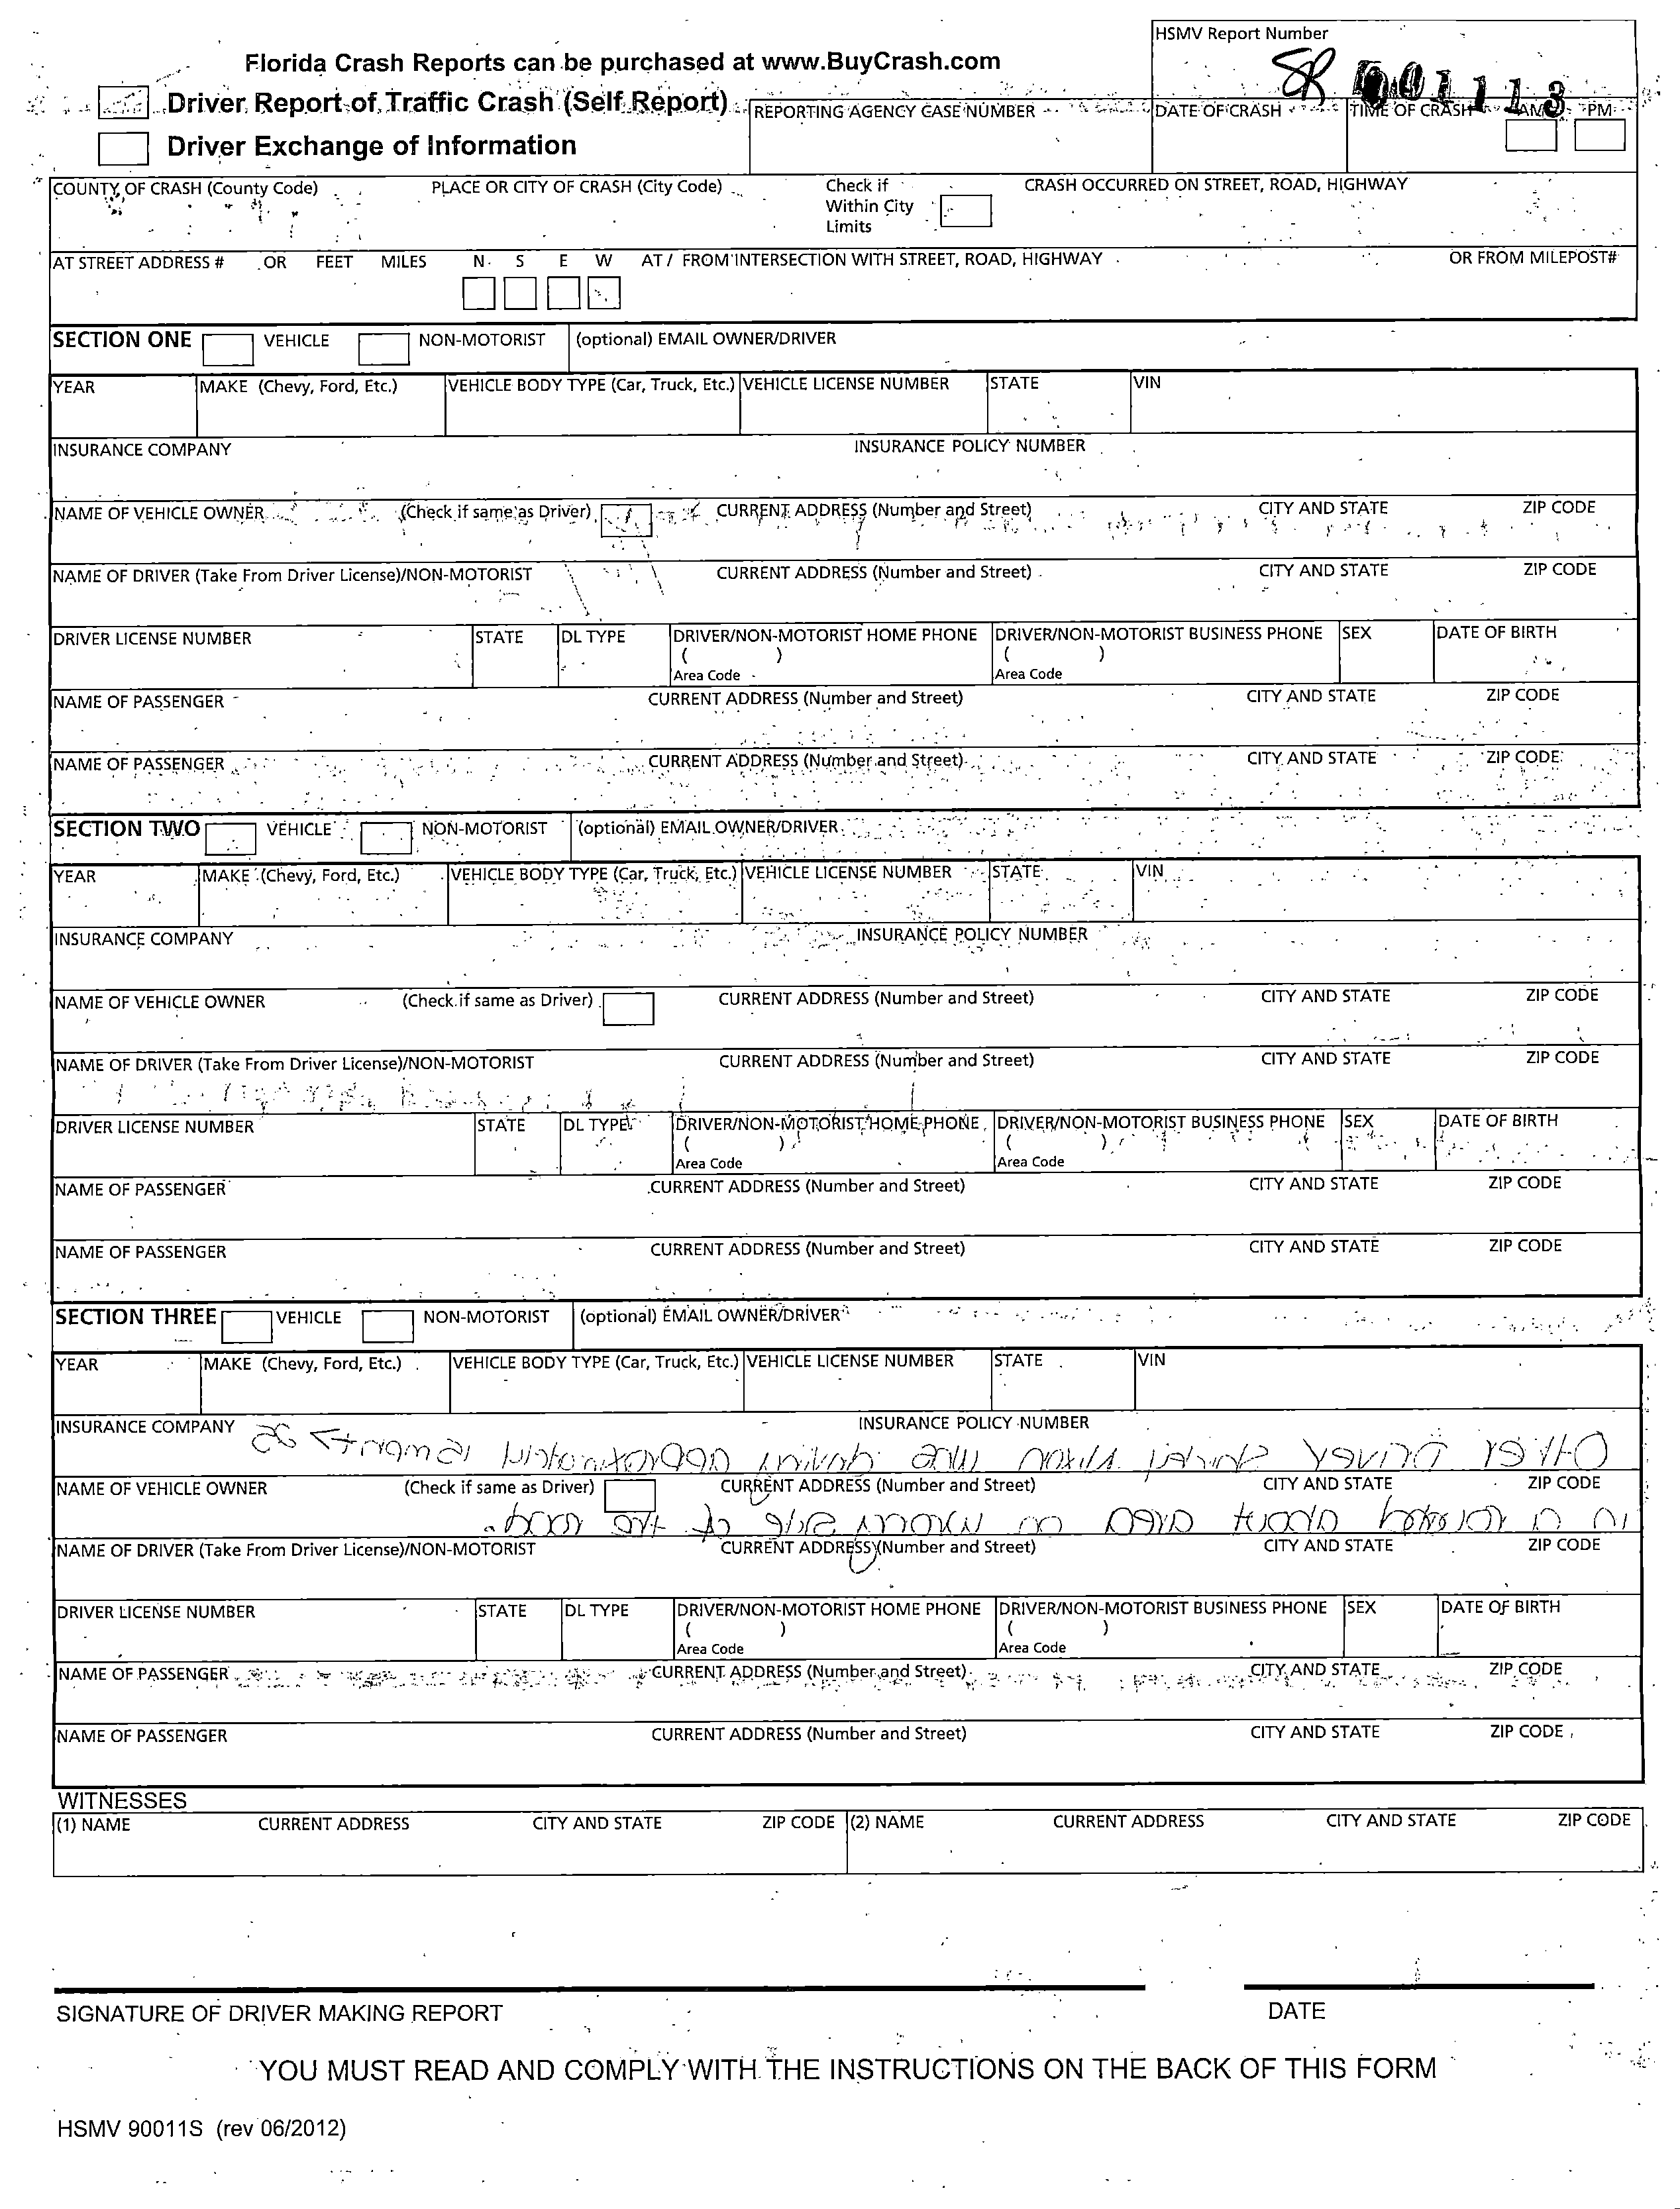 HSMV Report Number
Florida Crash Reports can be purchased at www.BuyCrash.com
SR 001113
Driver Report of Traffic Crash (Self Report)
REPORTING AGENCY CASE NUMBER DATE OF CRASH TIME OF CRASH AM PM
Driver Exchange of Information
COUNTY OF CRASH (County Code) PLACE OR CITY OF CRASH (City Code) Check if Within City Limits CRASH OCCURRED ON STREET, ROAD, HIGHWAY
AT STREET ADDRESS # OR FEET MILES N S E W AT / FROM INTERSECTION WITH STREET, ROAD, HIGHWAY OR FROM MILEPOST#
SECTION ONE VEHICLE NON-MOTORIST (optional) EMAIL OWNER/DRIVER
YEAR MAKE (Chevy, Ford, Etc.) VEHICLE BODY TYPE (Car, Truck, Etc.) VEHICLE LICENSE NUMBER STATE VIN
INSURANCE COMPANY INSURANCE POLICY NUMBER
NAME OF VEHICLE OWNER (Check if same as Driver) CURRENT ADDRESS (Number and Street) CITY AND STATE ZIP CODE
NAME OF DRIVER (Take From Driver License)/NON-MOTORIST CURRENT ADDRESS (Number and Street) CITY AND STATE ZIP CODE
DRIVER LICENSE NUMBER STATE DL TYPE DRIVER/NON-MOTORIST HOME PHONE DRIVER/NON-MOTORIST BUSINESS PHONE SEX DATE OF BIRTH
( ) ( )
Area Code Area Code
NAME OF PASSENGER CURRENT ADDRESS (Number and Street) CITY AND STATE ZIP CODE
NAME OF PASSENGER CURRENT ADDRESS (Number and Street) CITY AND STATE ZIP CODE
SECTION TWO VEHICLE NON-MOTORIST (optional) EMAIL OWNER/DRIVER
YEAR MAKE (Chevy, Ford, Etc.) VEHICLE BODY TYPE (Car, Truck, Etc.) VEHICLE LICENSE NUMBER STATE VIN
INSURANCE COMPANY INSURANCE POLICY NUMBER
NAME OF VEHICLE OWNER (Check if same as Driver) CURRENT ADDRESS (Number and Street) CITY AND STATE ZIP CODE
NAME OF DRIVER (Take From Driver License)/NON-MOTORIST CURRENT ADDRESS (Number and Street) CITY AND STATE ZIP CODE
DRIVER LICENSE NUMBER STATE DL TYPE DRIVER/NON-MOTORIST HOME PHONE DRIVER/NON-MOTORIST BUSINESS PHONE SEX DATE OF BIRTH
( ) ( )
Area Code Area Code
NAME OF PASSENGER CURRENT ADDRESS (Number and Street) CITY AND STATE ZIP CODE
NAME OF PASSENGER CURRENT ADDRESS (Number and Street) CITY AND STATE ZIP CODE
SECTION THREE VEHICLE NON-MOTORIST (optional) EMAIL OWNER/DRIVER
YEAR MAKE (Chevy, Ford, Etc.) VEHICLE BODY TYPE (Car, Truck, Etc.) VEHICLE LICENSE NUMBER STATE VIN
INSURANCE COMPANY INSURANCE POLICY NUMBER
NAME OF VEHICLE OWNER (Check if same as Driver) CURRENT ADDRESS (Number and Street) CITY AND STATE ZIP CODE
of the road.
NAME OF DRIVER (Take From Driver License)/NON-MOTORIST CURRENT ADDRESS (Number and Street) CITY AND STATE ZIP CODE
DRIVER LICENSE NUMBER STATE DL TYPE DRIVER/NON-MOTORIST HOME PHONE DRIVER/NON-MOTORIST BUSINESS PHONE SEX DATE OF BIRTH
( ) ( )
Area Code Area Code
NAME OF PASSENGER CURRENT ADDRESS (Number and Street) CITY AND STATE ZIP CODE
NAME OF PASSENGER CURRENT ADDRESS (Number and Street) CITY AND STATE ZIP CODE
WITNESSES
(1) NAME CURRENT ADDRESS CITY AND STATE ZIP CODE (2) NAME CURRENT ADDRESS CITY AND STATE ZIP CODE
SIGNATURE OF DRIVER MAKING REPORT DATE
YOU MUST READ AND COMPLY WITH THE INSTRUCTIONS ON THE BACK OF THIS FORM
HSMV 90011S (rev 06/2012)